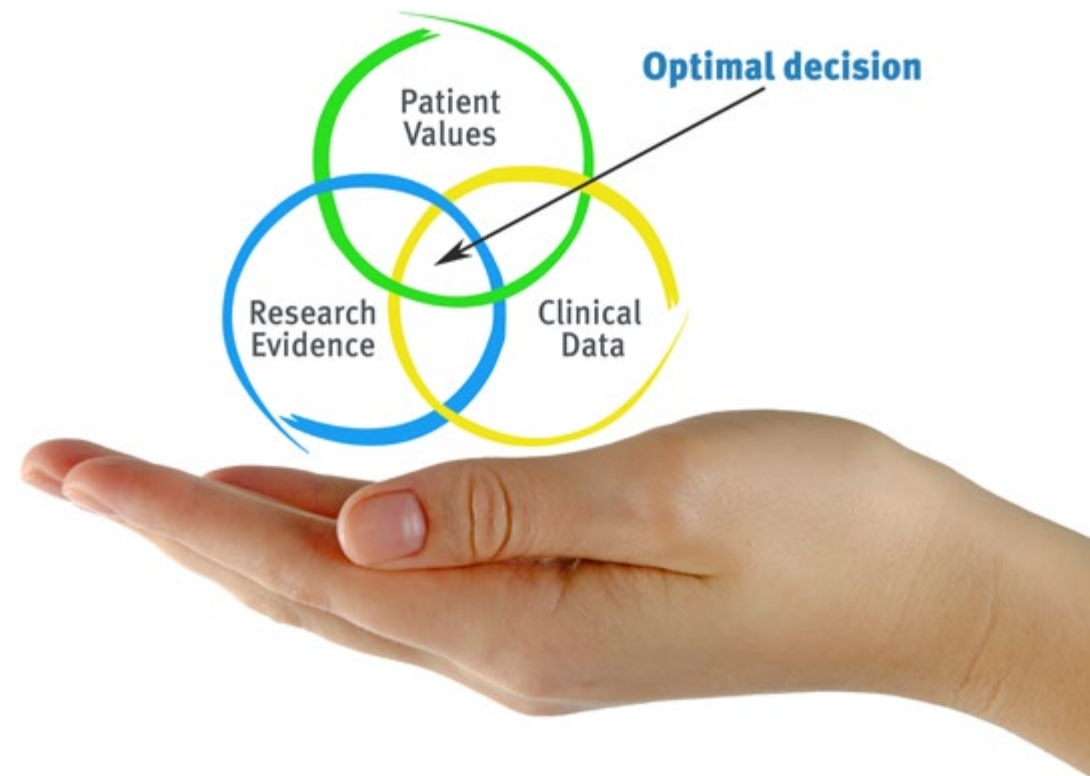 Optimal decision
Patient
Values
Research
Evidence
Clinical
Data